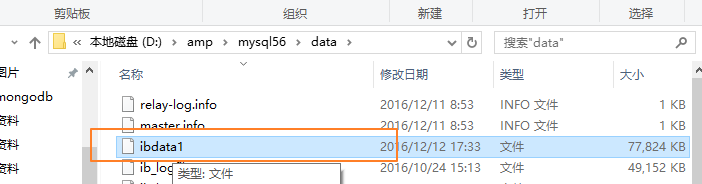 剪贴板 组织 新建 打开 选择
« 本地磁盘 (D:) › amp › mysql56 › data › 搜索"data"
图片 名称 修改日期 类型 大小
mongodb relay-log.info 2016/12/11 8:53 INFO 文件 1 KB
资料 master.info 2016/12/11 8:53 INFO 文件 1 KB
资料 ibdata1 2016/12/12 17:33 文件 77,824 KB
资料 2016/10/24 15:13 文件 49,152 KB
类型: 文件